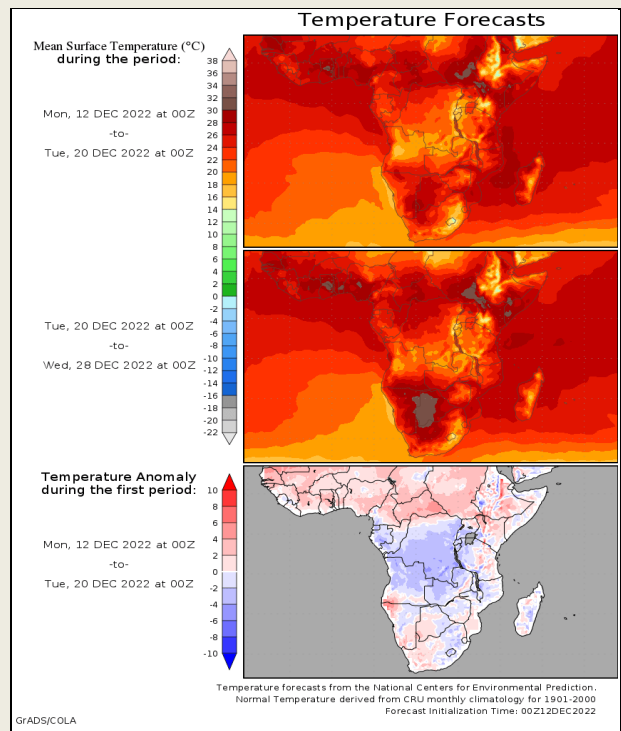 Temperature Forecasts
Mean Surface Temperature (°C)
during the period:
38
36
34
32
30
28
26
24
22
20
18
16
14
12
10
8
6
4
2
0
-2
-4
-6
-8
-10
-12
-14
-16
-18
-20
-22
Mon, 12 DEC 2022 at 00Z
-to-
Tue, 20 DEC 2022 at 00Z
Tue, 20 DEC 2022 at 00Z
-to-
Wed, 28 DEC 2022 at 00Z
Temperature Anomaly
during the first period:
10
8
6
4
2
0
-2
-4
-6
-8
-10
Mon, 12 DEC 2022 at 00Z
-to-
Tue, 20 DEC 2022 at 00Z
Temperature forecasts from the National Centers for Environmental Prediction.
Normal Temperature derived from CRU monthly climatology for 1901-2000
Forecast Initialization Time: 00Z12DEC2022
GrADS/COLA